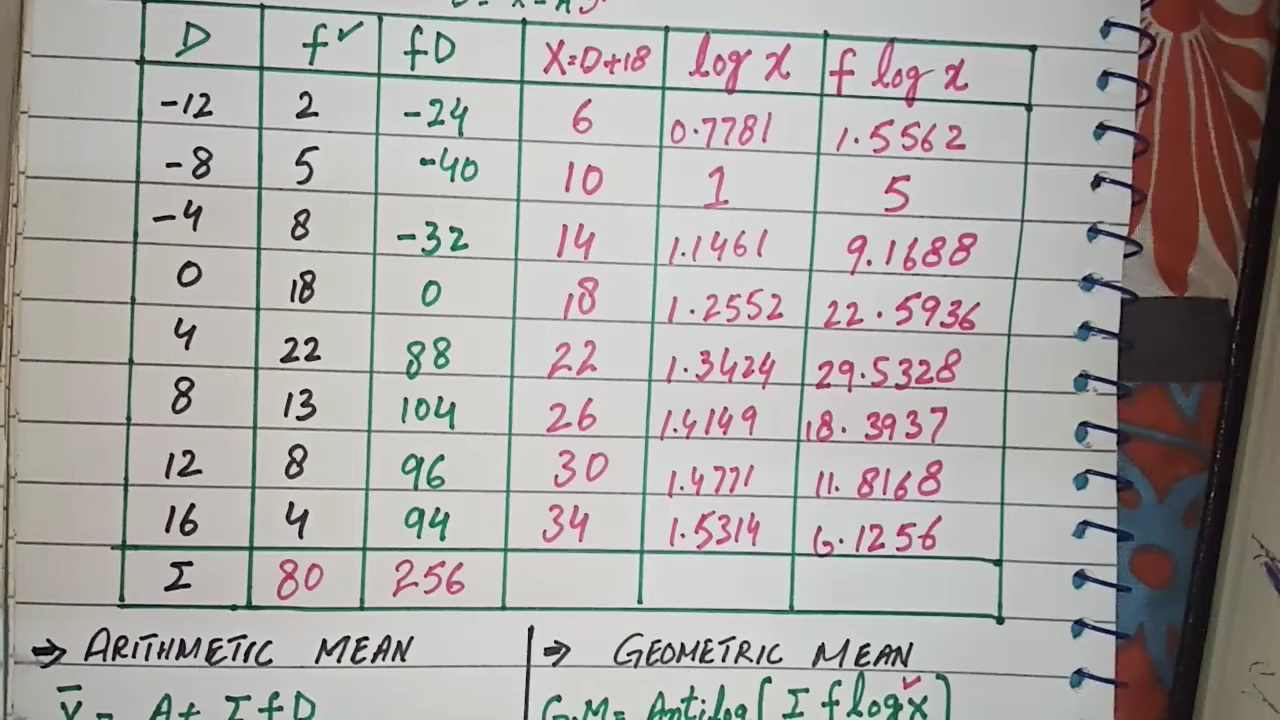 D f ✓ fD X=D+18 log x f log x
-12 2 -24 6 0.7781 1.5562
-8 5 -40 10 1 5
-4 8 -32 14 1.1461 9.1688
0 18 0 18 1.2552 22.5936
4 22 88 22 1.3424 29.5328
8 13 104 26 1.4149 18.3937
12 8 96 30 1.4771 11.8168
16 4 94 34 1.5314 6.1256
Σ 80 256
⇒ ARITHMETIC MEAN ⇒ GEOMETRIC MEAN
A+ ΣfD G.M= Antilog[Σ f log x]